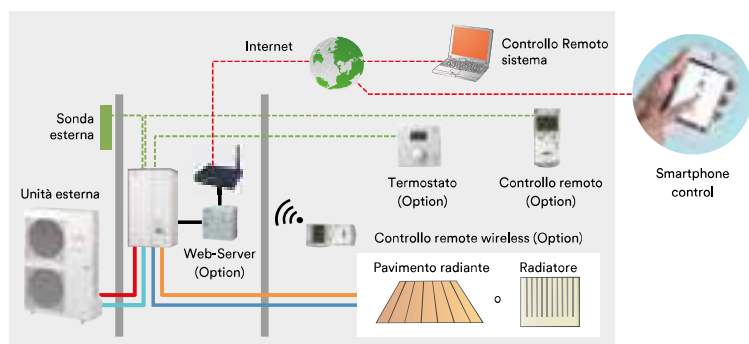 Internet
Controllo Remoto
sistema
Sonda
esterna
Termostato
(Option)
Controllo remoto
(Option)
Smartphone
control
Unità esterna
Web-Server
(Option)
Controllo remote wireless (Option)
Pavimento radiante
o
Radiatore